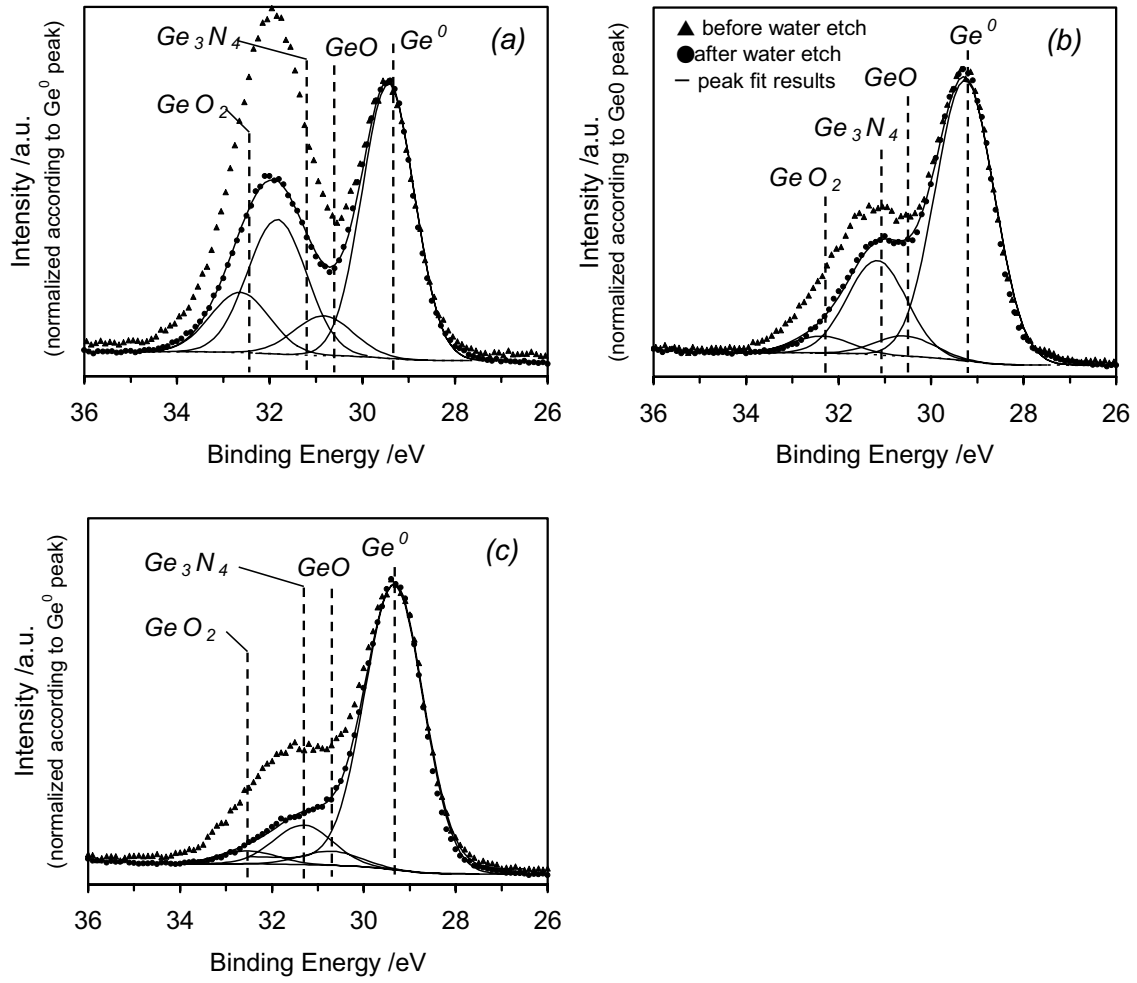 (a)
Ge3N4
GeO
Ge0
GeO2
Intensity /a.u.
(normalized according to Ge0 peak)
36 34 32 30 28 26
Binding Energy /eV
(b)
▲ before water etch
●after water etch
– peak fit results
Ge0
GeO
Ge3N4
GeO2
Intensity /a.u.
(normalized according to Ge0 peak)
36 34 32 30 28 26
Binding Energy /eV
(c)
Ge0
Ge3N4
GeO
GeO2
Intensity /a.u.
(normalized according to Ge0 peak)
36 34 32 30 28 26
Binding Energy /eV